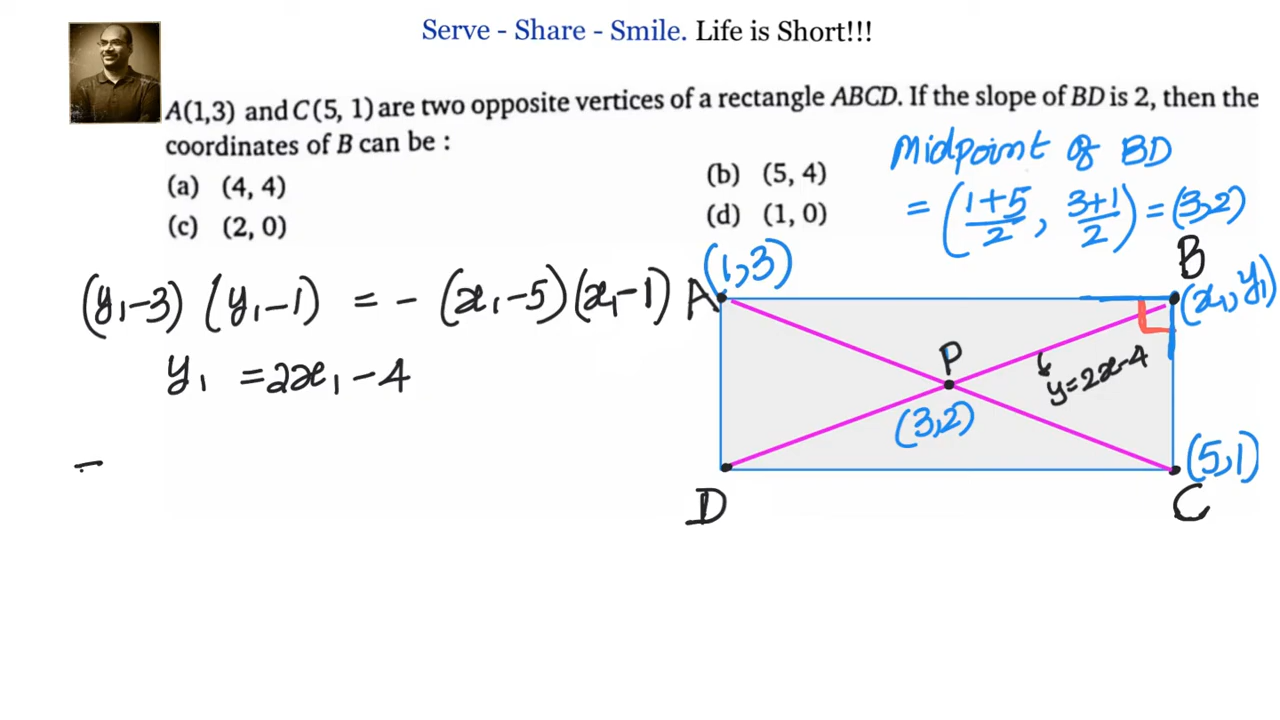 Serve - Share - Smile. Life is Short!!!
A(1,3) and C(5, 1) are two opposite vertices of a rectangle ABCD. If the slope of BD is 2, then the
coordinates of B can be :
(a) (4, 4)
(b) (5, 4)
(c) (2, 0)
(d) (1, 0)
Midpoint of BD
= (1+5/2, 3+1/2) = (3,2)
(y₁-3) (y₁-1) = - (x₁-5)(x₁-1)
y₁ = 2x₁ - 4
A
(1,3)
B
(x₁, y₁)
P
(3,2)
y=2x-4
D
C
(5,1)